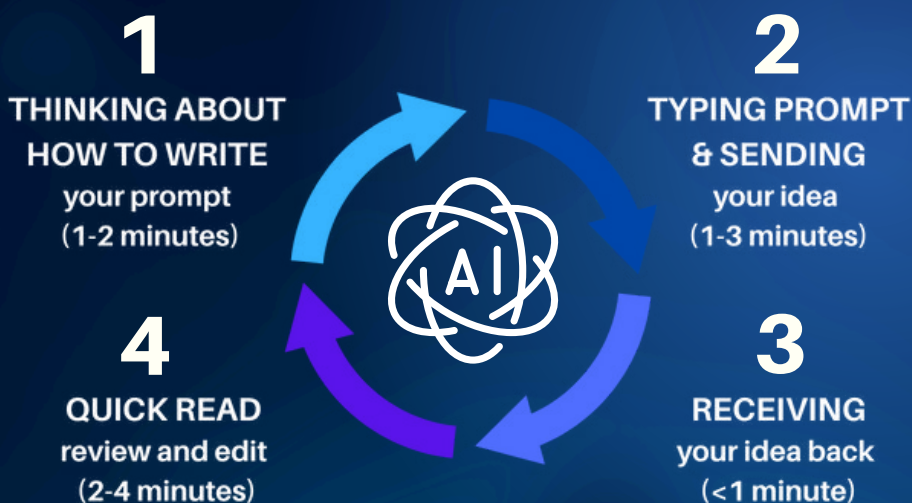 1
THINKING ABOUT
HOW TO WRITE
your prompt
(1-2 minutes)
2
TYPING PROMPT
& SENDING
your idea
(1-3 minutes)
AI
3
RECEIVING
your idea back
(<1 minute)
4
QUICK READ
review and edit
(2-4 minutes)